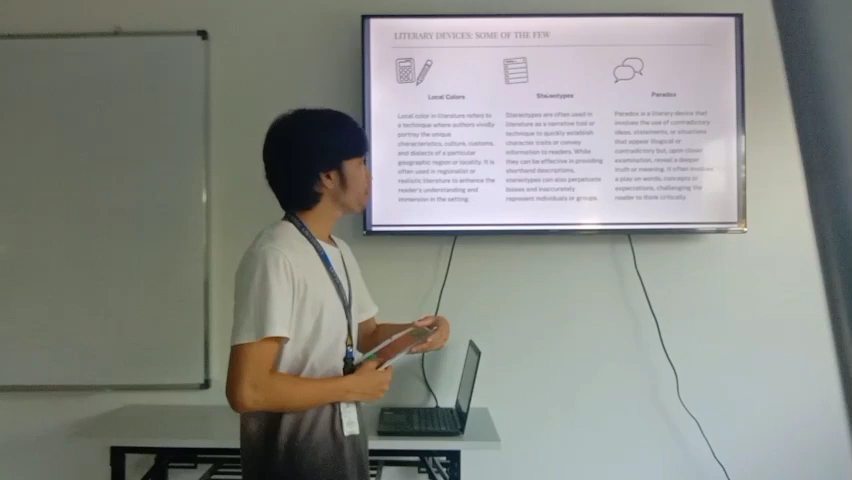 LITERARY DEVICES: SOME OF THE FEW
Local Colors
Local color in literature refers to
a technique where authors vividly
portray the unique
characteristics, culture, customs,
and dialects of a particular
geographic region or locality. It is
often used in regionalist or
realistic literature to enhance the
reader's understanding and
immersion in the setting.
Stereotypes
Stereotypes are often used in
literature as a narrative tool or
technique to quickly establish
character traits or convey
information to readers. While
they can be effective in providing
shorthand descriptions,
stereotypes can also perpetuate
biases and inaccurately
represent individuals or groups.
Paradox
Paradox is a literary device that
involves the use of contradictory
ideas, statements, or situations
that appear illogical or
contradictory but, upon closer
examination, reveal a deeper
truth or meaning. It often involves
a play on words, concepts or
expectations, challenging the
reader to think critically.